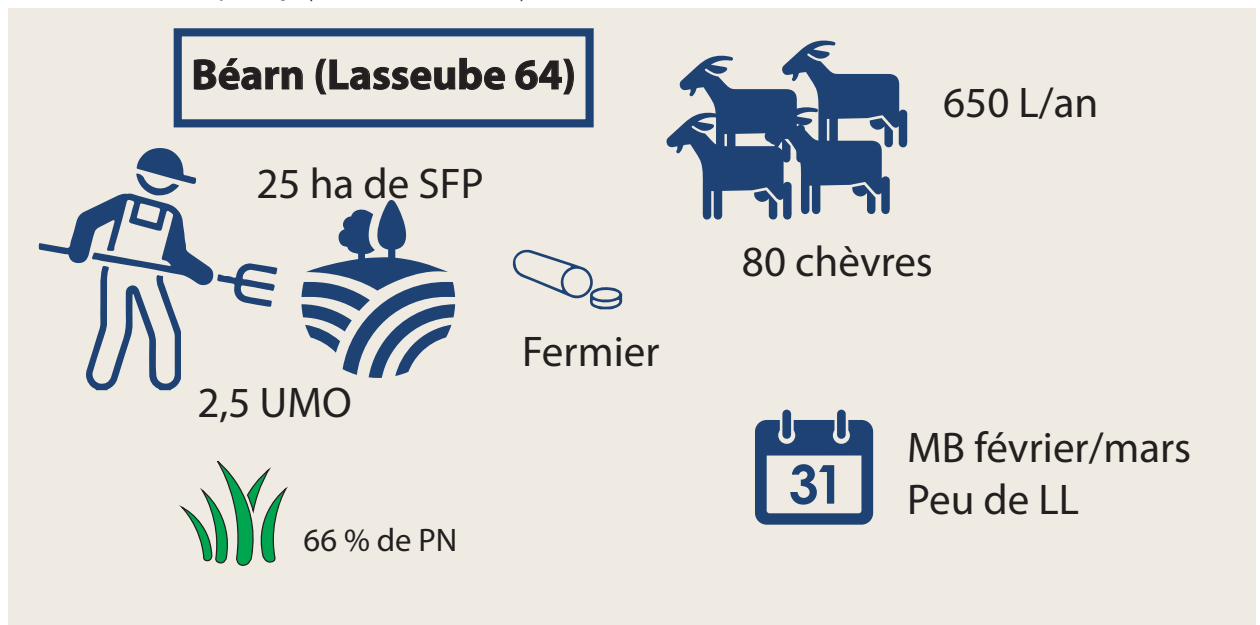 Béarn (Lasseube 64)
650 L/an
25 ha de SFP
80 chèvres
Fermier
2,5 UMO
31
MB février/mars
Peu de LL
66 % de PN